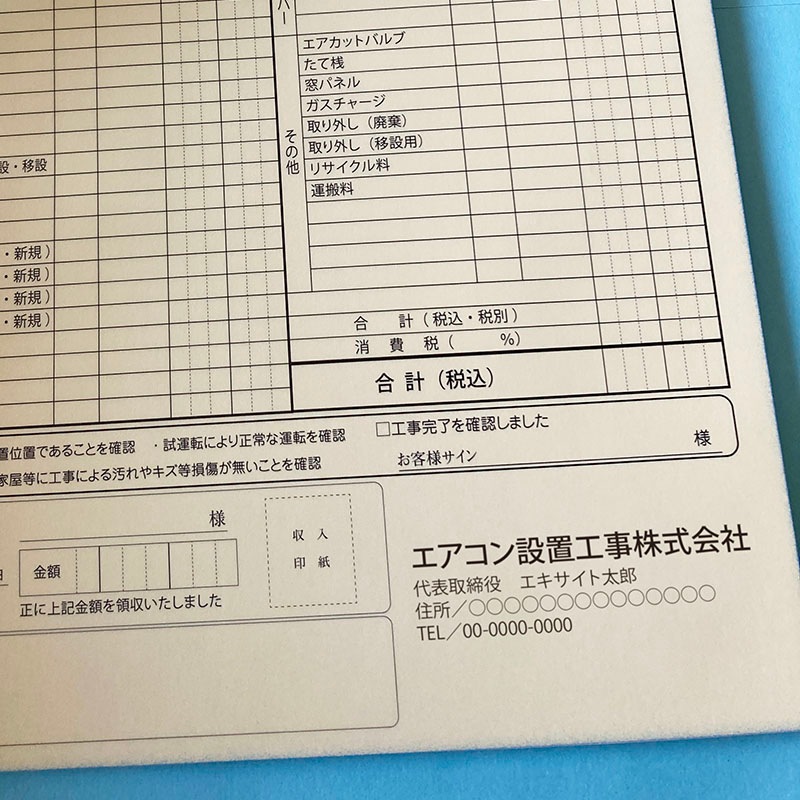 バー
エアカットバルブ
たて桟
窓パネル
ガスチャージ
取り外し（廃棄）
取り外し（移設用）
リサイクル料
運搬料
その他
設・移設
・新規）
・新規）
・新規）
・新規）
合　計（税込・税別）
消 費 税（　　%）
合 計（税込）
置位置であることを確認　・試運転により正常な運転を確認
家屋等に工事による汚れやキズ等損傷が無いことを確認
□工事完了を確認しました
お客様サイン　様
様
収 入
印 紙
日
金額
正に上記金額を領収いたしました
エアコン設置工事株式会社
代表取締役　エキサイト太郎
住所／○○○○○○○○○○○○○○
TEL／00-0000-0000